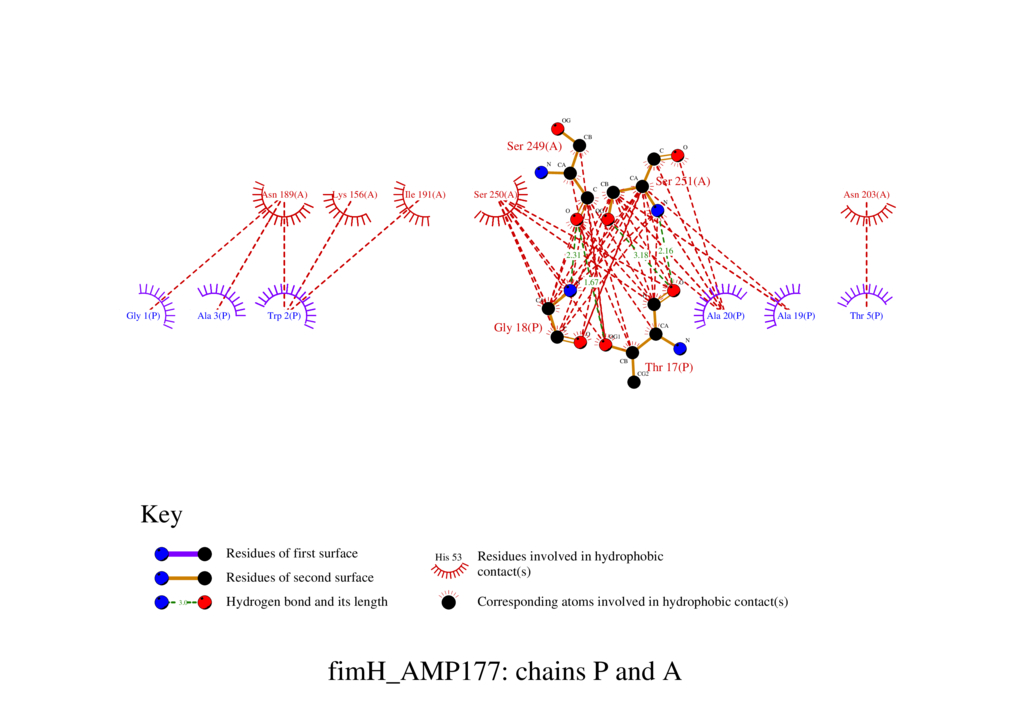 OG
CB
Ser 249(A)
N
CA
C
O
C
O
CA
Ser 251(A)
CB
N
Asn 189(A)
Lys 156(A)
Ile 191(A)
Ser 250(A)
Asn 203(A)
O
2.31
3.18
2.16
1.67
Gly 1(P)
Ala 3(P)
Trp 2(P)
Gly 18(P)
O
OG1
CA
N
CB
CG2
Thr 17(P)
Ala 20(P)
Ala 19(P)
Thr 5(P)
Key
Residues of first surface
Residues of second surface
3.0
Hydrogen bond and its length
His 53
Residues involved in hydrophobic
contact(s)
Corresponding atoms involved in hydrophobic contact(s)
fimH_AMP177: chains P and A